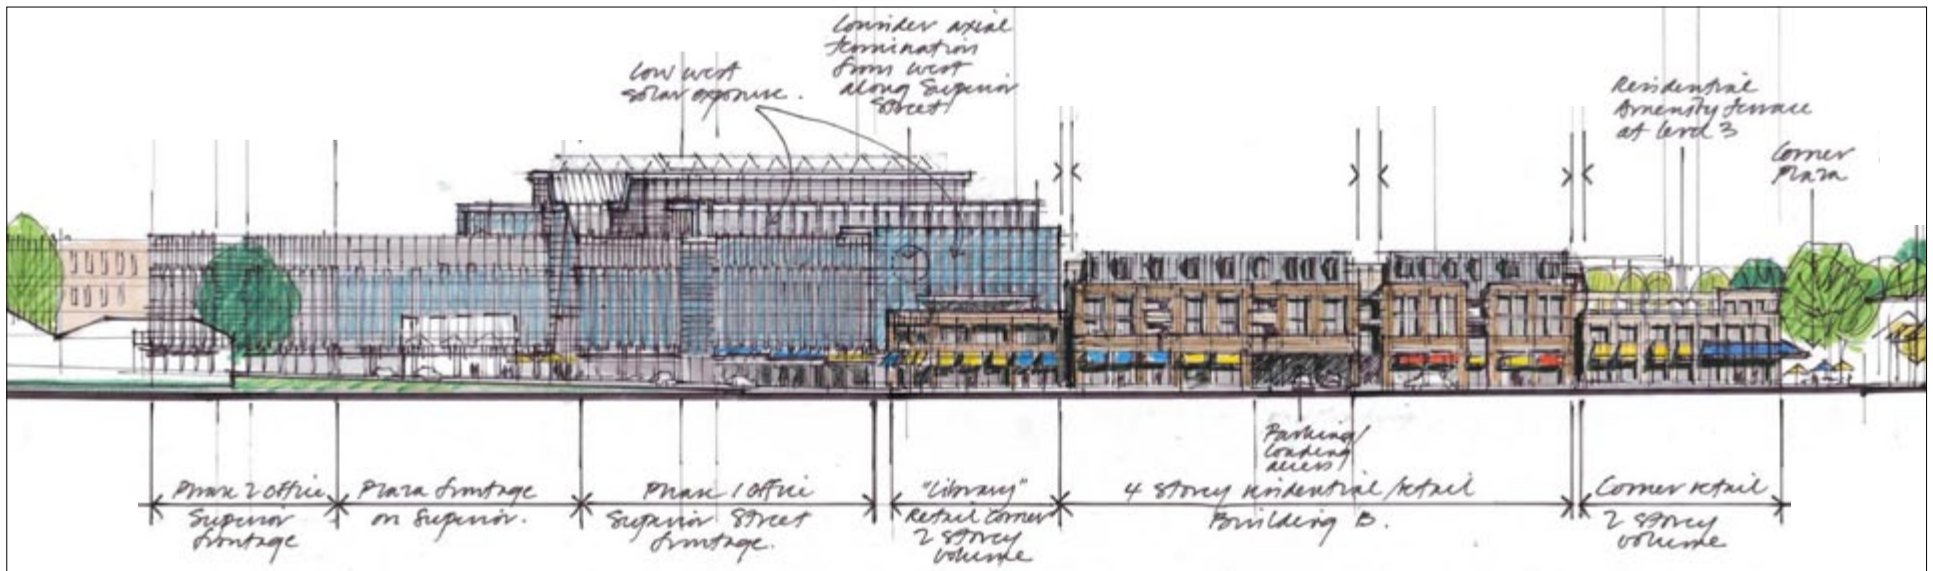 Consider axial
termination
from west
along Superior
Street
Low west
solar exposure.
Residential
Amenity terrace
at level 3
Corner
Plaza
Parking/
Loading
access
Phase 2 office
Superior
frontage
Plaza frontage
on Superior.
Phase 1 office
Superior Street
frontage.
"Library"
Retail Corner
2 storey
volume
4 storey residential/retail
Building B.
Corner retail
2 storey
volume